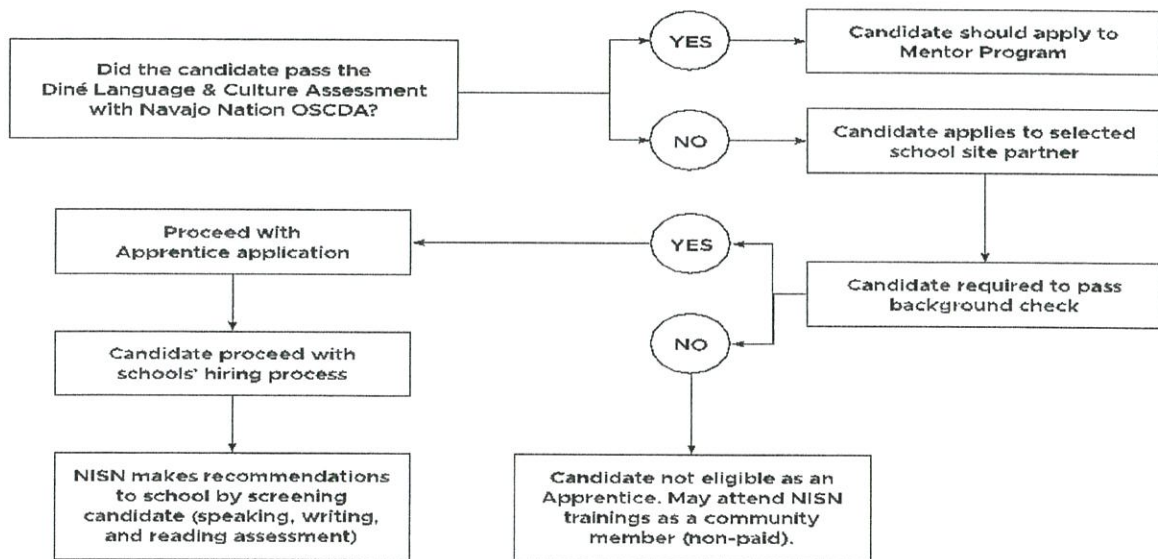 Did the candidate pass the
Diné Language & Culture Assessment
with Navajo Nation OSCDA?
YES
Candidate should apply to
Mentor Program
NO
Candidate applies to selected
school site partner
Candidate required to pass
background check
YES
Proceed with
Apprentice application
Candidate proceed with
schools' hiring process
NISN makes recommendations
to school by screening
candidate (speaking, writing,
and reading assessment)
NO
Candidate not eligible as an
Apprentice. May attend NISN
trainings as a community
member (non-paid).